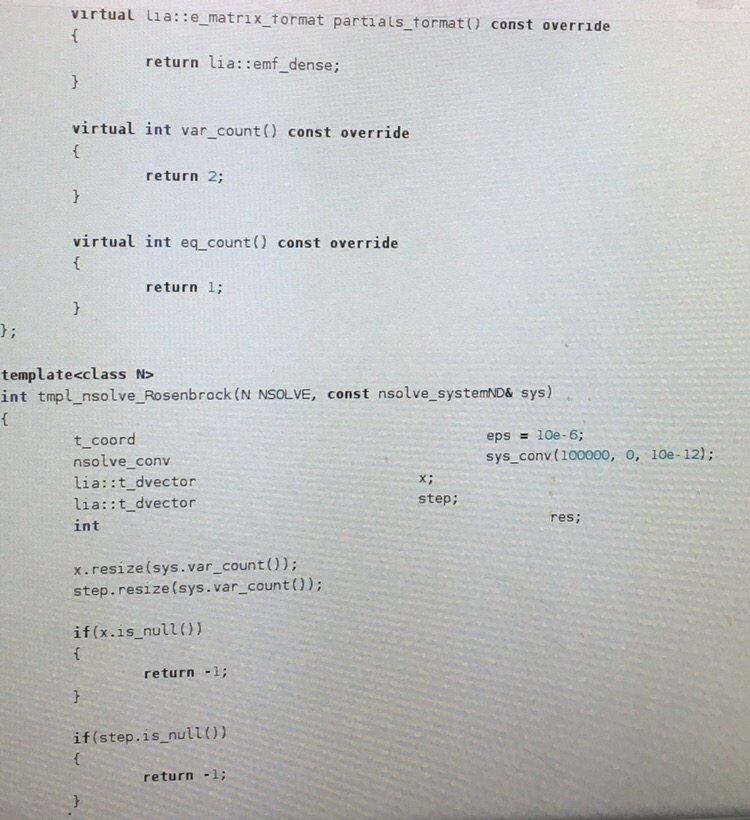 virtual lia::e_matrix_format partials_format() const override
{
return lia::emf_dense;
}
virtual int var_count() const override
{
return 2;
}
virtual int eq_count() const override
{
return 1;
}
};
template<class N>
int tmpl_nsolve_Rosenbrock(N NSOLVE, const nsolve_systemND& sys)
{
t_coord eps = 10e-6;
nsolve_conv sys_conv(100000, 0, 10e-12);
lia::t_dvector x;
lia::t_dvector step;
int res;
x.resize(sys.var_count());
step.resize(sys.var_count());
if(x.is_null())
{
return -1;
}
if(step.is_null())
{
return -1;
}